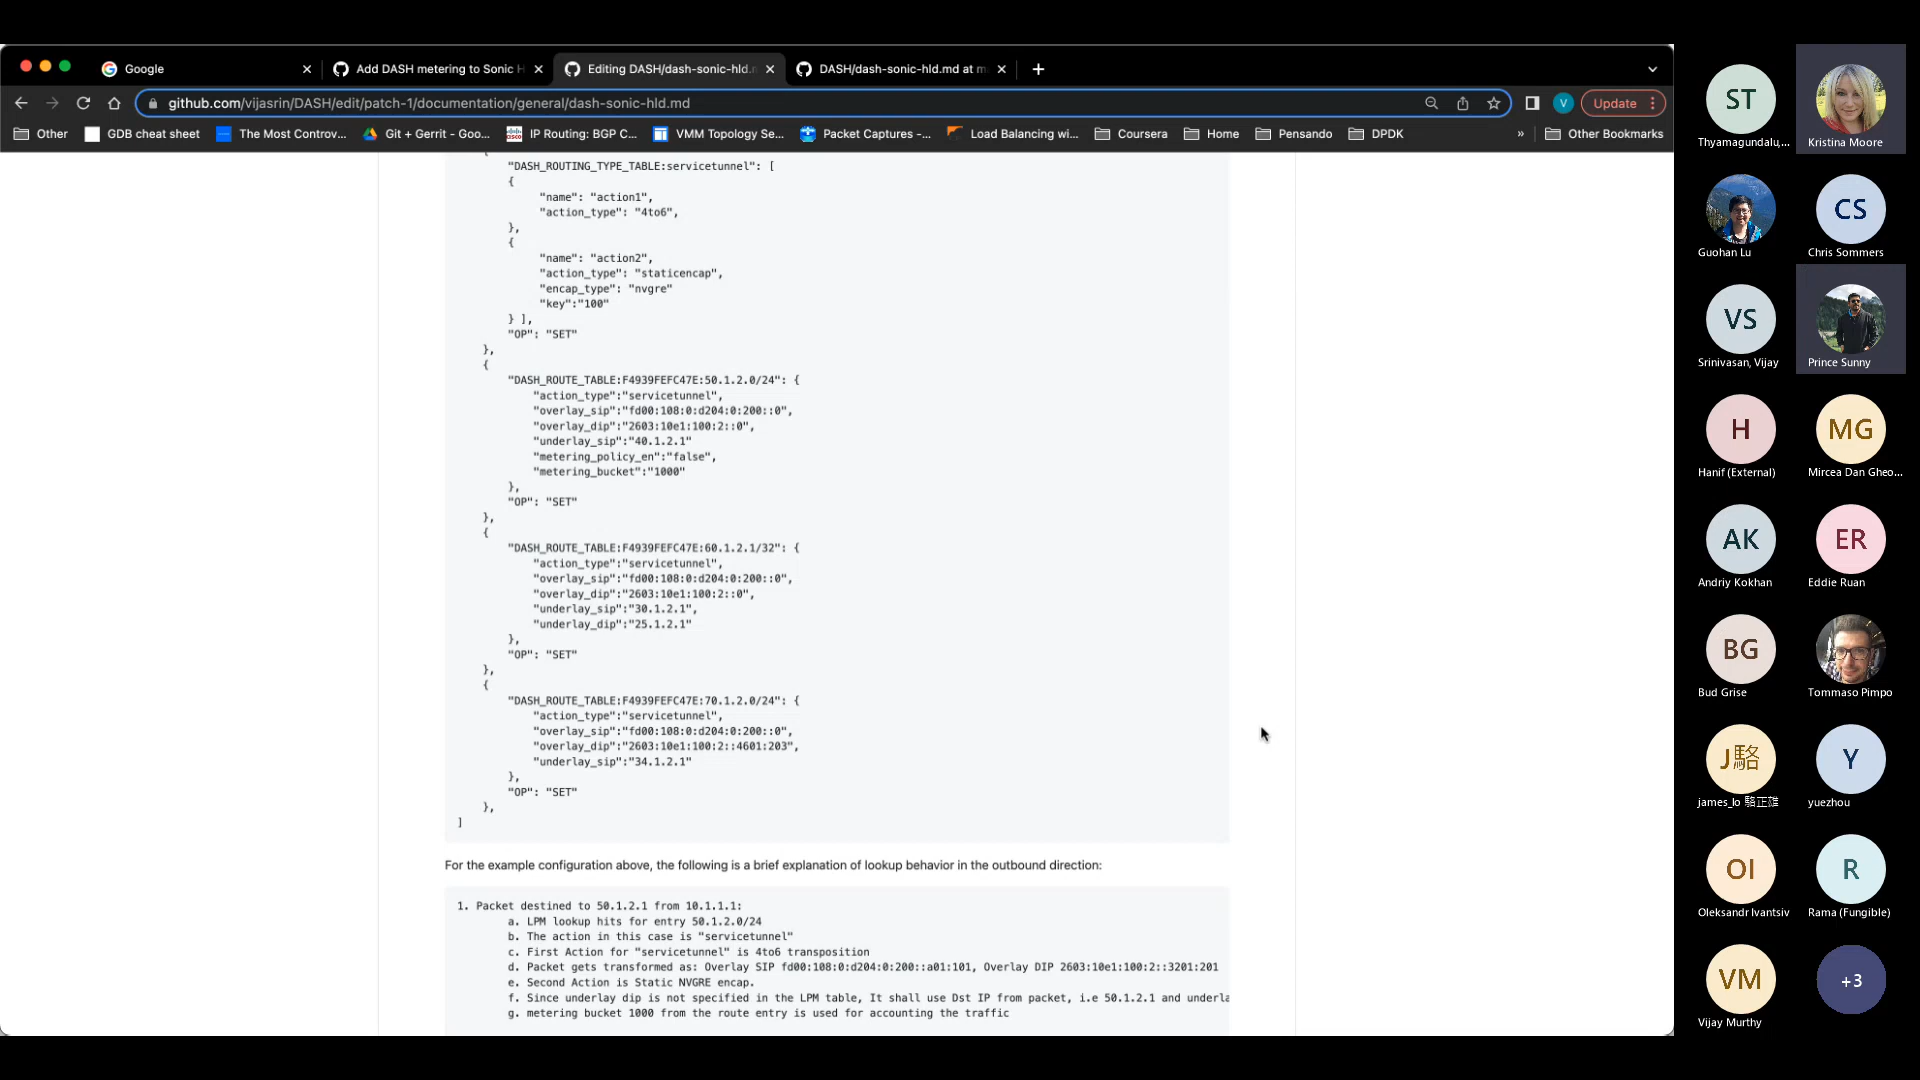 Google
Add DASH metering to Sonic H
Editing DASH/dash-sonic-hld.n
DASH/dash-sonic-hld.md at m
github.com/vijasrin/DASH/edit/patch-1/documentation/general/dash-sonic-hld.md
V
Update
Other
GDB cheat sheet
The Most Controv...
Git + Gerrit - Goo...
IP Routing: BGP C...
VMM Topology Se...
Packet Captures -...
Load Balancing wi...
Coursera
Home
Pensando
DPDK
»
Other Bookmarks
{
"DASH_ROUTING_TYPE_TABLE:servicetunnel": [
{
"name": "action1",
"action_type": "4to6",
},
{
"name": "action2",
"action_type": "staticencap",
"encap_type": "nvgre"
"key":"100"
} ],
"OP": "SET"
},
{
"DASH_ROUTE_TABLE:F4939FEFC47E:50.1.2.0/24": {
"action_type":"servicetunnel",
"overlay_sip":"fd00:108:0:d204:0:200::0",
"overlay_dip":"2603:10e1:100:2::0",
"underlay_sip":"40.1.2.1"
"metering_policy_en":"false",
"metering_bucket":"1000"
},
"OP": "SET"
},
{
"DASH_ROUTE_TABLE:F4939FEFC47E:60.1.2.1/32": {
"action_type":"servicetunnel",
"overlay_sip":"fd00:108:0:d204:0:200::0",
"overlay_dip":"2603:10e1:100:2::0",
"underlay_sip":"30.1.2.1",
"underlay_dip":"25.1.2.1"
},
"OP": "SET"
},
{
"DASH_ROUTE_TABLE:F4939FEFC47E:70.1.2.0/24": {
"action_type":"servicetunnel",
"overlay_sip":"fd00:108:0:d204:0:200::0",
"overlay_dip":"2603:10e1:100:2::4601:203",
"underlay_sip":"34.1.2.1"
},
"OP": "SET"
},
]
For the example configuration above, the following is a brief explanation of lookup behavior in the outbound direction:
1. Packet destined to 50.1.2.1 from 10.1.1.1:
a. LPM lookup hits for entry 50.1.2.0/24
b. The action in this case is "servicetunnel"
c. First Action for "servicetunnel" is 4to6 transposition
d. Packet gets transformed as: Overlay SIP fd00:108:0:d204:0:200::a01:101, Overlay DIP 2603:10e1:100:2::3201:201
e. Second Action is Static NVGRE encap.
f. Since underlay dip is not specified in the LPM table, It shall use Dst IP from packet, i.e 50.1.2.1 and underla
g. metering bucket 1000 from the route entry is used for accounting the traffic
ST
Thyamagundalu,...
Kristina Moore
Guohan Lu
CS
Chris Sommers
VS
Srinivasan, Vijay
Prince Sunny
H
Hanif (External)
MG
Mircea Dan Gheo...
AK
Andriy Kokhan
ER
Eddie Ruan
BG
Bud Grise
Tommaso Pimpo
J駱
james_lo 駱正雄
Y
yuezhou
OI
Oleksandr Ivantsiv
R
Rama (Fungible)
VM
Vijay Murthy
+3